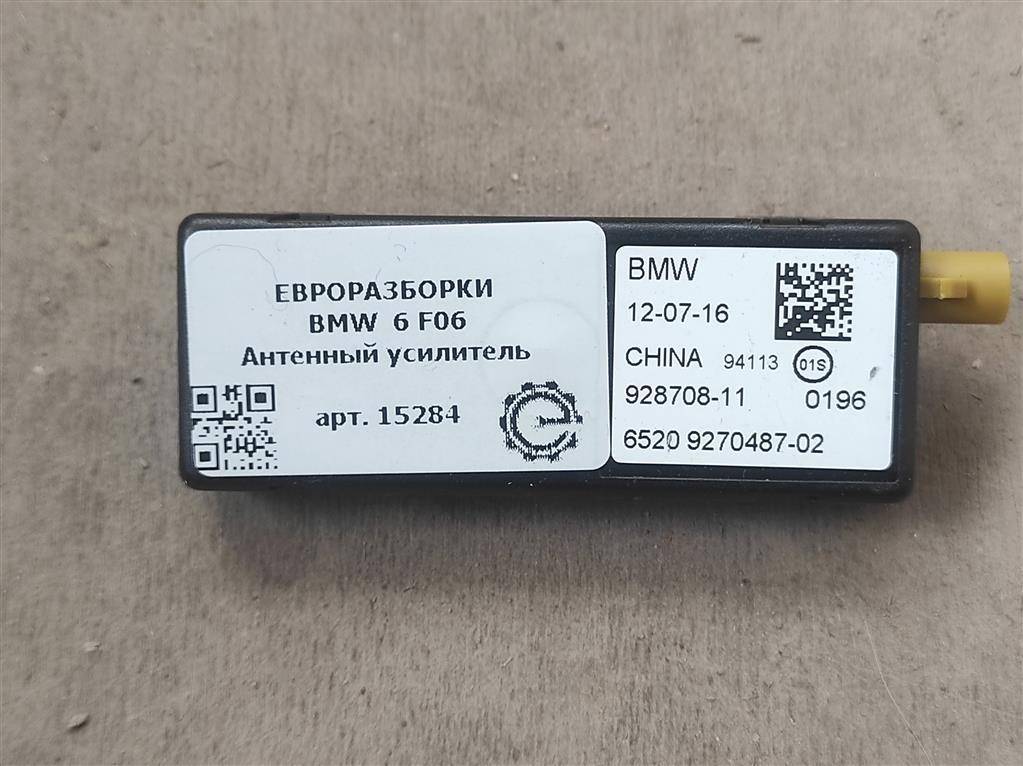 ЕВРОРАЗБОРКИ
BMW 6 F06
Антенный усилитель
арт. 15284
BMW
12-07-16
CHINA 94113 01S
928708-11 0196
6520 9270487-02